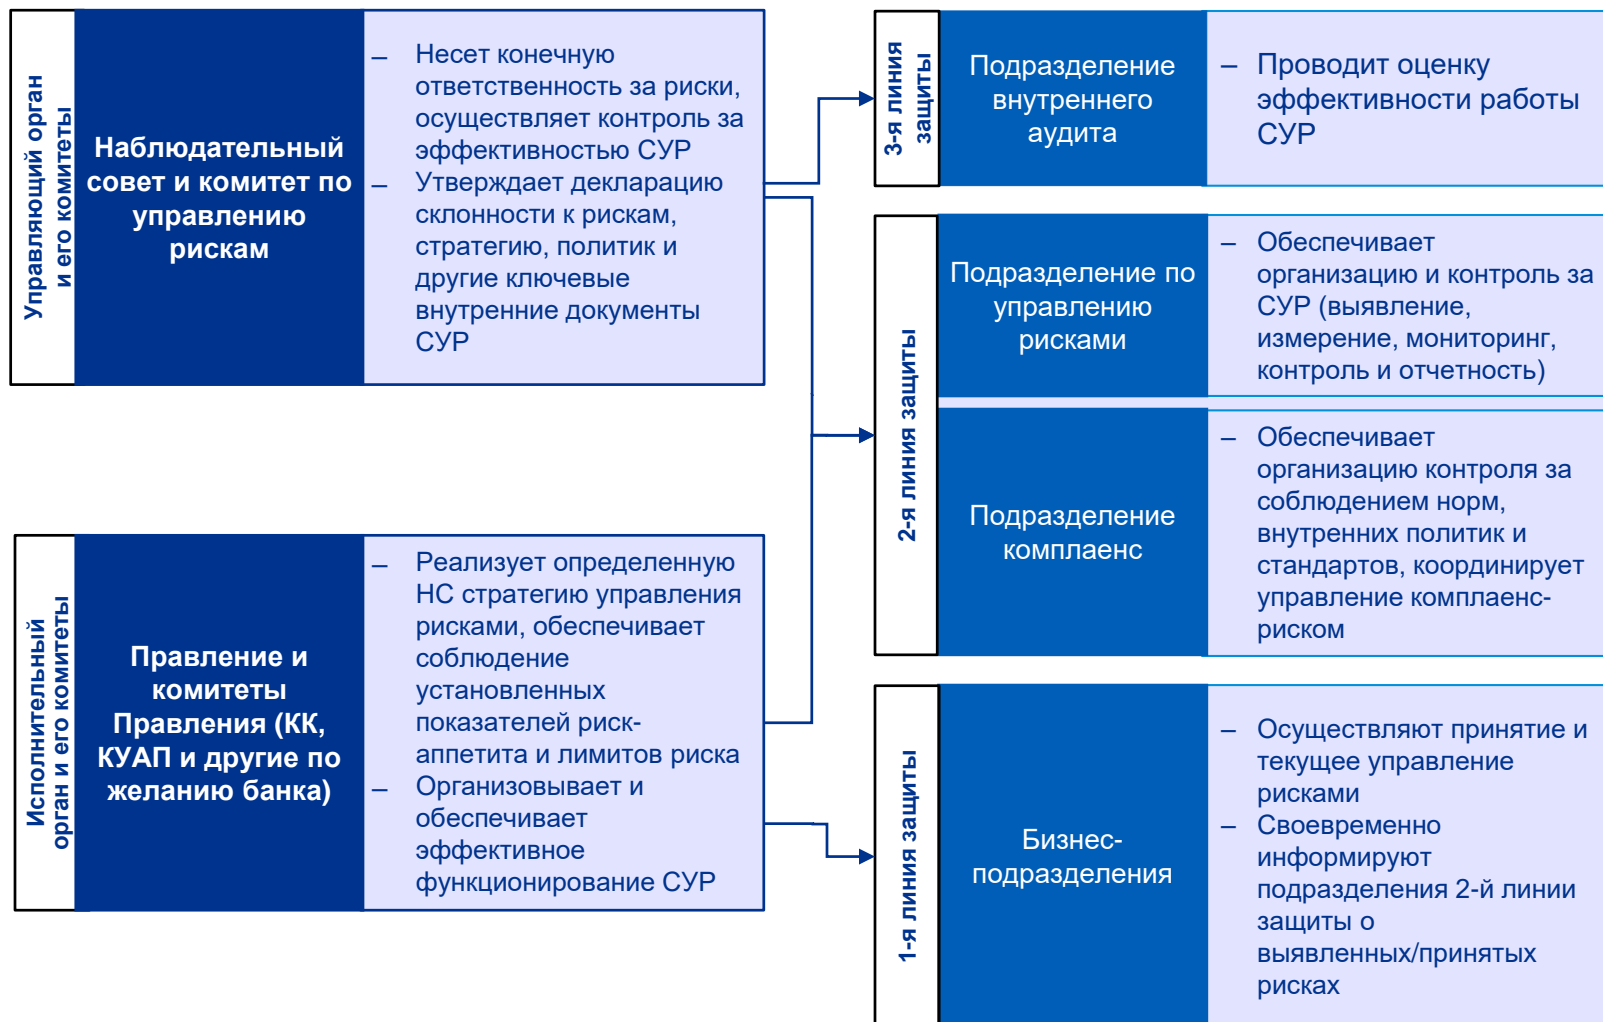 Управляющий орган
и его комитеты
Наблюдательный
совет и комитет по
управлению
рискам
– Несет конечную
ответственность за риски,
осуществляет контроль за
эффективностью СУР
– Утверждает декларацию
склонности к рискам,
стратегию, политик и
другие ключевые
внутренние документы
СУР
Исполнительный
орган и его комитеты
Правление и
комитеты
Правления (КК,
КУАП и другие по
желанию банка)
– Реализует определенную
НС стратегию управления
рисками, обеспечивает
соблюдение
установленных
показателей риск-
аппетита и лимитов риска
– Организовывает и
обеспечивает
эффективное
функционирование СУР
3-я линия
защиты
Подразделение
внутреннего
аудита
– Проводит оценку
эффективности работы
СУР
2-я линия защиты
Подразделение по
управлению
рисками
– Обеспечивает
организацию и контроль за
СУР (выявление,
измерение, мониторинг,
контроль и отчетность)
Подразделение
комплаенс
– Обеспечивает
организацию контроля за
соблюдением норм,
внутренних политик и
стандартов, координирует
управление комплаенс-
риском
1-я линия защиты
Бизнес-
подразделения
– Осуществляют принятие и
текущее управление
рисками
– Своевременно
информируют
подразделения 2-й линии
защиты о
выявленных/принятых
рисках